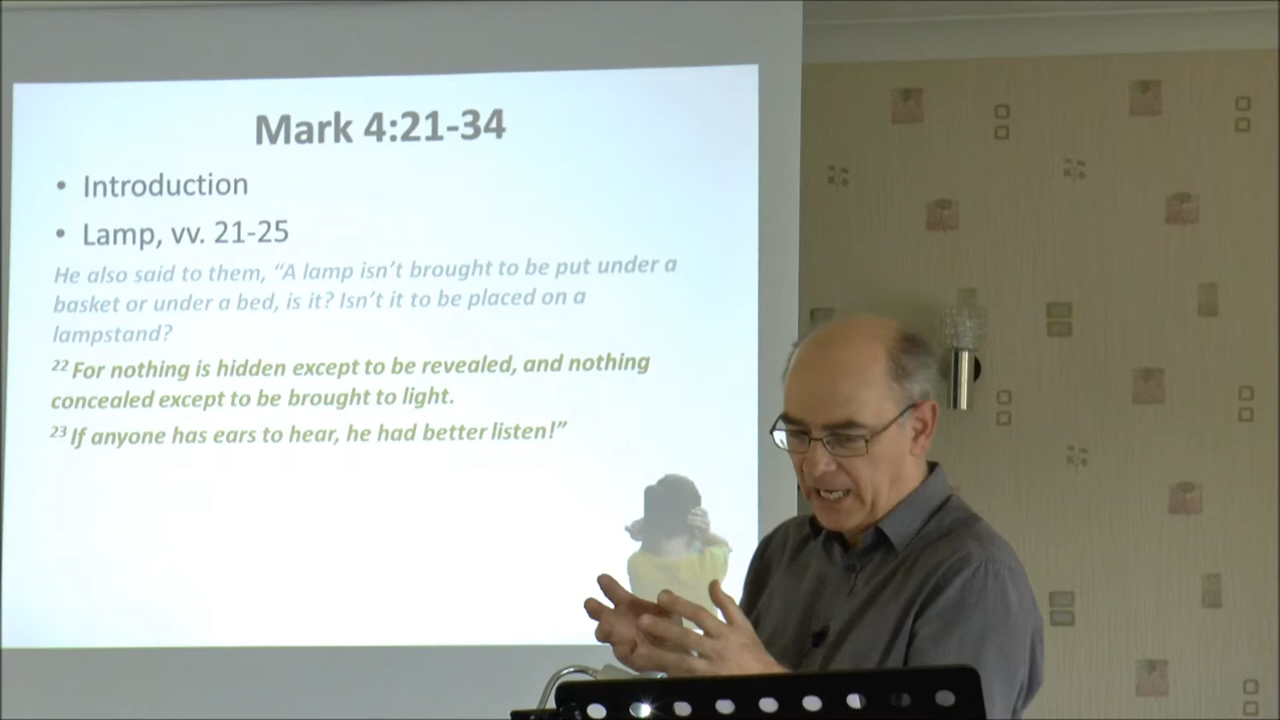 Mark 4:21-34
• Introduction
• Lamp, vv. 21-25
He also said to them, “A lamp isn’t brought to be put under a
basket or under a bed, is it? Isn’t it to be placed on a
lampstand?
²² For nothing is hidden except to be revealed, and nothing
concealed except to be brought to light.
²³ If anyone has ears to hear, he had better listen!”